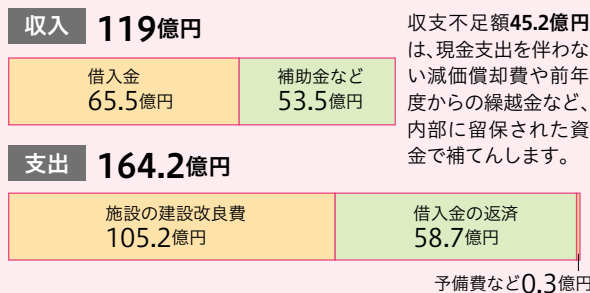 収入 119億円
借入金
65.5億円
補助金など
53.5億円
収支不足額45.2億円
は、現金支出を伴わな
い減価償却費や前年
度からの繰越金など、
内部に留保された資
金で補てんします。
支出 164.2億円
施設の建設改良費
105.2億円
借入金の返済
58.7億円
予備費など0.3億円